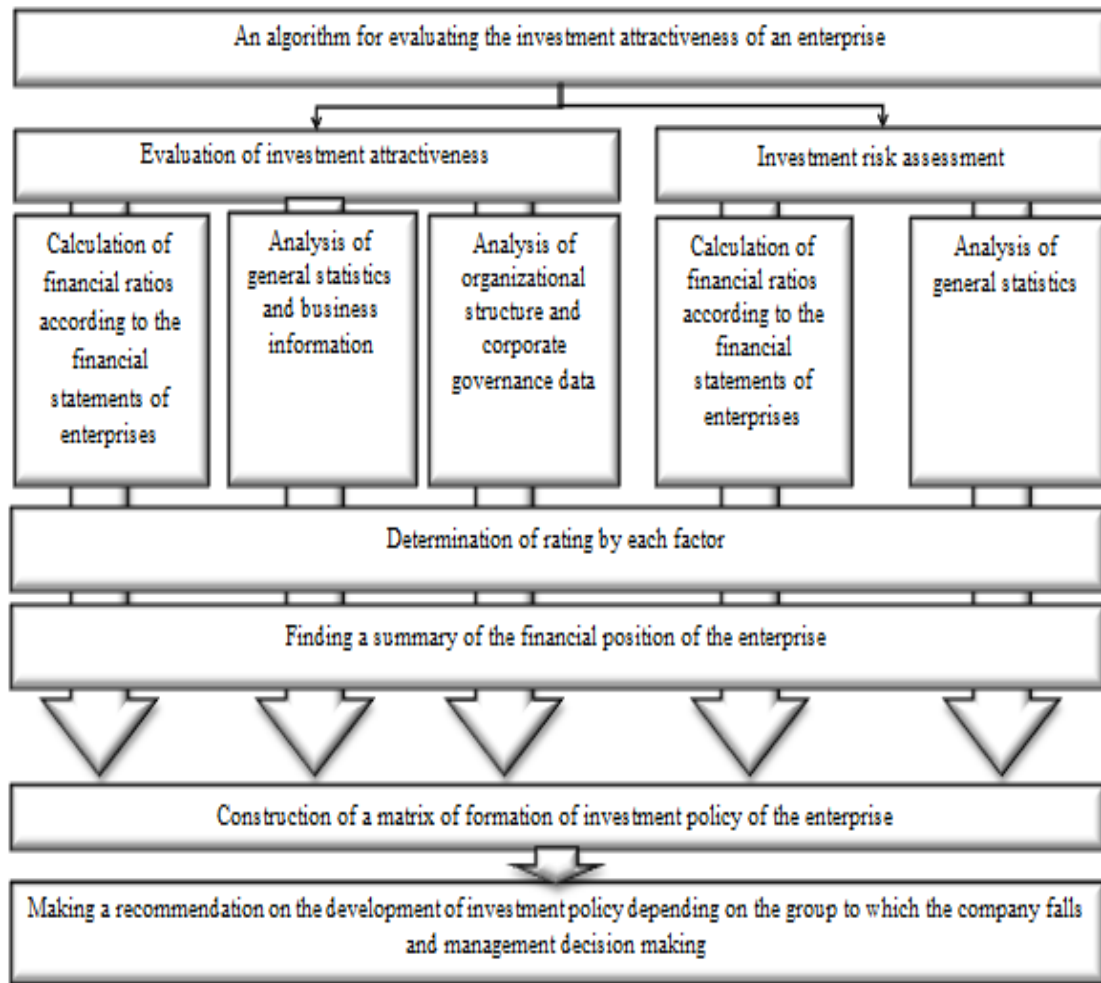 An algorithm for evaluating the investment attractiveness of an enterprise
Evaluation of investment attractiveness
Investment risk assessment
Calculation of
financial ratios
according to the
financial
statements of
enterprises
Analysis of
general statistics
and business
information
Analysis of
organizational
structure and
corporate
governance data
Calculation of
financial ratios
according to the
financial
statements of
enterprises
Analysis of
general statistics
Determination of rating by each factor
Finding a summary of the financial position of the enterprise
Construction of a matrix of formation of investment policy of the enterprise
Making a recommendation on the development of investment policy depending on the group to which the company falls
and management decision making